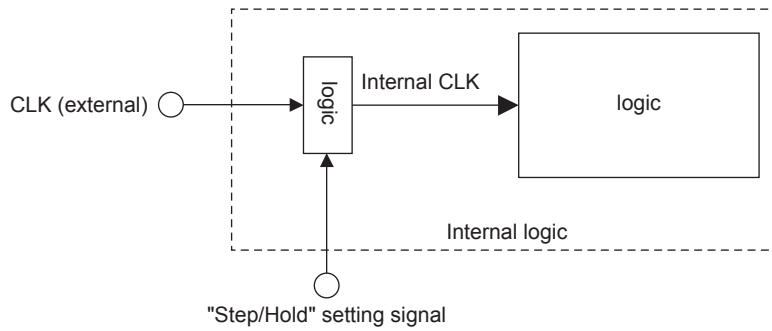 Internal CLK
logic
logic
CLK (external)
Internal logic
"Step/Hold" setting signal